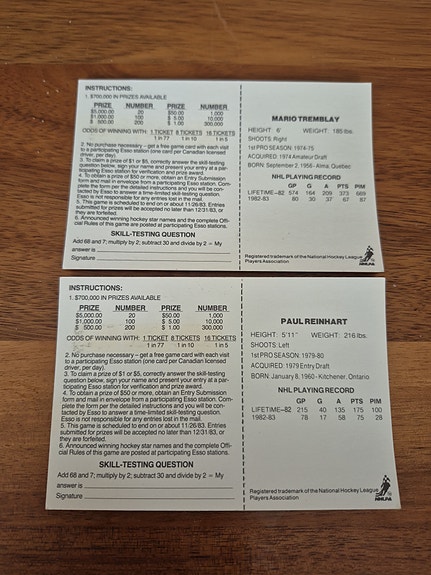 INSTRUCTIONS:
1. $700,000 IN PRIZES AVAILABLE
PRIZE NUMBER PRIZE NUMBER
$5,000.00 20 $50.00 1,000
$1,000.00 100 $ 5.00 10,000
$ 500.00 200 $ 1.00 300,000
ODDS OF WINNING WITH: 1 TICKET 8 TICKETS 16 TICKETS
1 in 77 1 in 10 1 in 5
2. No purchase necessary – get a free game card with each visit
to a participating Esso station (one card per Canadian licensed
driver, per day).
3. To claim a prize of $1 or $5, correctly answer the skill-testing
question below, sign your name and present your entry at a par-
ticipating station for verification and prize award.
4. To obtain a prize of $50 or more, obtain an Entry Submission
form and mail in envelope from a participating Esso station. Com-
plete the form per the detailed instructions and you will be con-
tacted by Esso to answer a time-limited skill-testing question.
Esso is not responsible for any entries lost in the mail.
5. This game is scheduled to end on or about 11/26/83. Entries
submitted for prizes will be accepted no later than 12/31/83, or
they are forfeited.
6. Announced winning hockey star names and the complete Offi-
cial Rules of this game are posted at participating Esso stations.
SKILL-TESTING QUESTION
Add 68 and 7; multiply by 2; subtract 30 and divide by 2 = My
answer is
Signature
MARIO TREMBLAY
HEIGHT: 6' WEIGHT: 185 lbs.
SHOOTS: Right
1st PRO SEASON: 1974-75
ACQUIRED: 1974 Amateur Draft
BORN: September 2, 1956 - Alma, Quebec
NHL PLAYING RECORD
GP G A PTS PIM
LIFETIME–82 574 164 209 373 669
1982-83 80 30 37 67 87
Registered trademark of the National Hockey League
Players Association
NHLPA
INSTRUCTIONS:
1. $700,000 IN PRIZES AVAILABLE
PRIZE NUMBER PRIZE NUMBER
$5,000.00 20 $50.00 1,000
$1,000.00 100 $ 5.00 10,000
$ 500.00 200 $ 1.00 300,000
ODDS OF WINNING WITH: 1 TICKET 8 TICKETS 16 TICKETS
1 in 77 1 in 10 1 in 5
2. No purchase necessary – get a free game card with each visit
to a participating Esso station (one card per Canadian licensed
driver, per day).
3. To claim a prize of $1 or $5, correctly answer the skill-testing
question below, sign your name and present your entry at a par-
ticipating station for verification and prize award.
4. To obtain a prize of $50 or more, obtain an Entry Submission
form and mail in envelope from a participating Esso station. Com-
plete the form per the detailed instructions and you will be con-
tacted by Esso to answer a time-limited skill-testing question.
Esso is not responsible for any entries lost in the mail.
5. This game is scheduled to end on or about 11/26/83. Entries
submitted for prizes will be accepted no later than 12/31/83, or
they are forfeited.
6. Announced winning hockey star names and the complete Offi-
cial Rules of this game are posted at participating Esso stations.
SKILL-TESTING QUESTION
Add 68 and 7; multiply by 2; subtract 30 and divide by 2 = My
answer is
Signature
PAUL REINHART
HEIGHT: 5'11" WEIGHT: 216 lbs.
SHOOTS: Left
1st PRO SEASON: 1979-80
ACQUIRED: 1979 Entry Draft
BORN: January 8, 1960 - Kitchener, Ontario
NHL PLAYING RECORD
GP G A PTS PIM
LIFETIME–82 215 40 135 175 100
1982-83 78 17 58 75 28
Registered trademark of the National Hockey League
Players Association
NHLPA